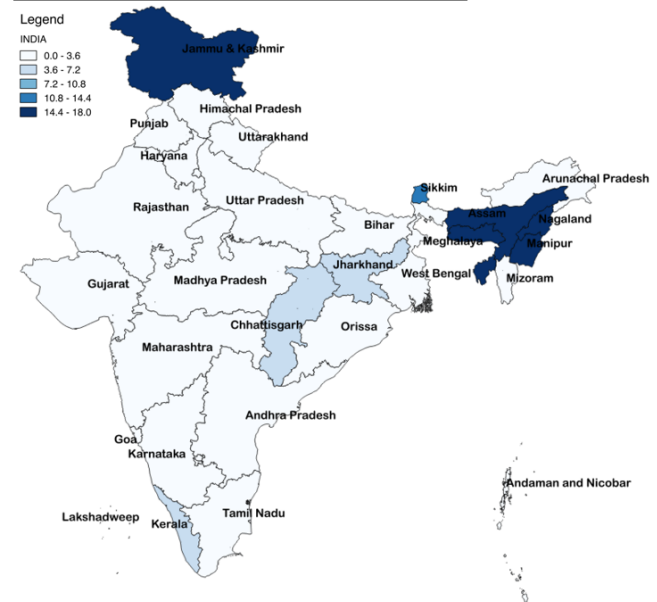 Legend
INDIA
0.0 - 3.6
3.6 - 7.2
7.2 - 10.8
10.8 - 14.4
14.4 - 18.0
Jammu & Kashmir
Himachal Pradesh
Punjab
Uttarakhand
Haryana
Arunachal Pradesh
Sikkim
Uttar Pradesh
Rajasthan
Assam
Nagaland
Bihar
Meghalaya
Manipur
Jharkhand
West Bengal
Mizoram
Madhya Pradesh
Gujarat
Chhattisgarh
Orissa
Maharashtra
Andhra Pradesh
Goa
Karnataka
Andaman and Nicobar
Lakshadweep
Kerala
Tamil Nadu